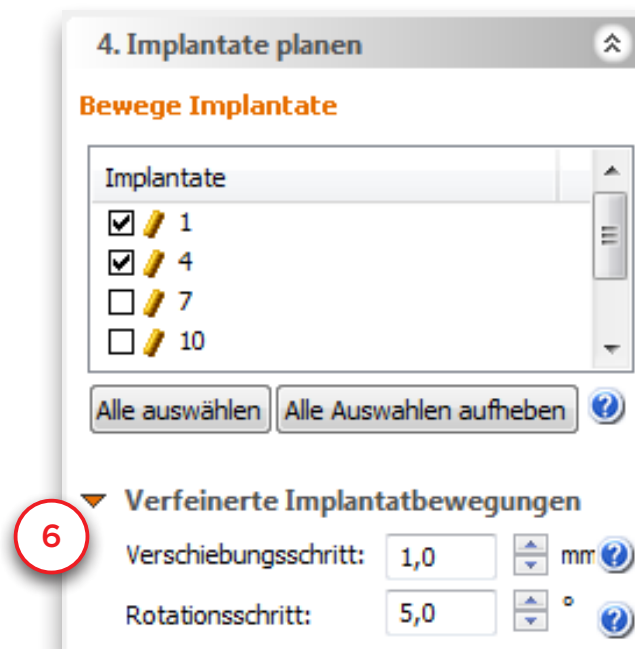 4. Implantate planen
Bewege Implantate
Implantate
1
4
7
10
Alle auswählen Alle Auswahlen aufheben
Verfeinerte Implantatbewegungen
6
Verschiebungsschritt: 1,0 mm
Rotationsschritt: 5,0 °